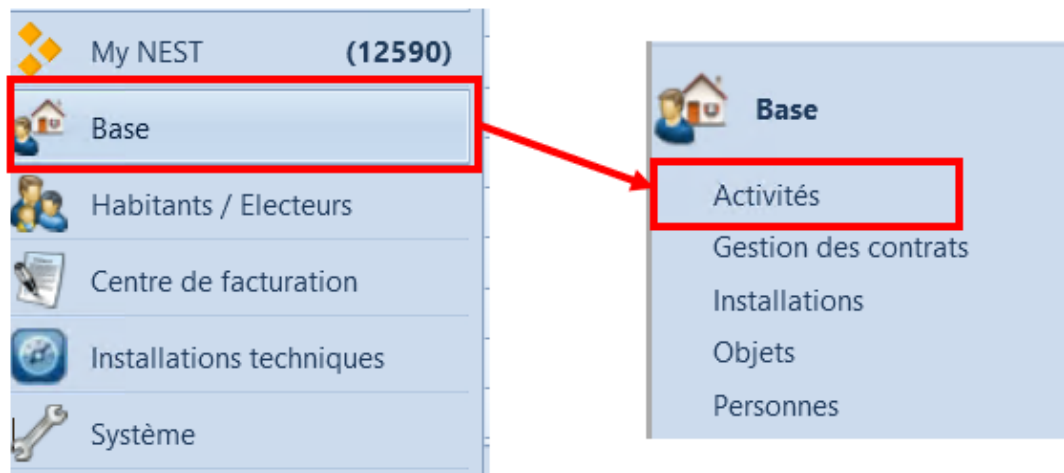 My NEST (12590)
Base
Habitants / Electeurs
Centre de facturation
Installations techniques
Système
Base
Activités
Gestion des contrats
Installations
Objets
Personnes